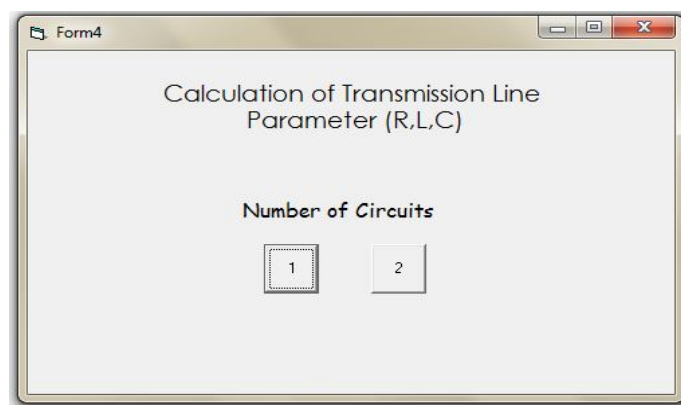 Form4
Calculation of Transmission Line
Parameter (R,L,C)
Number of Circuits
1 2